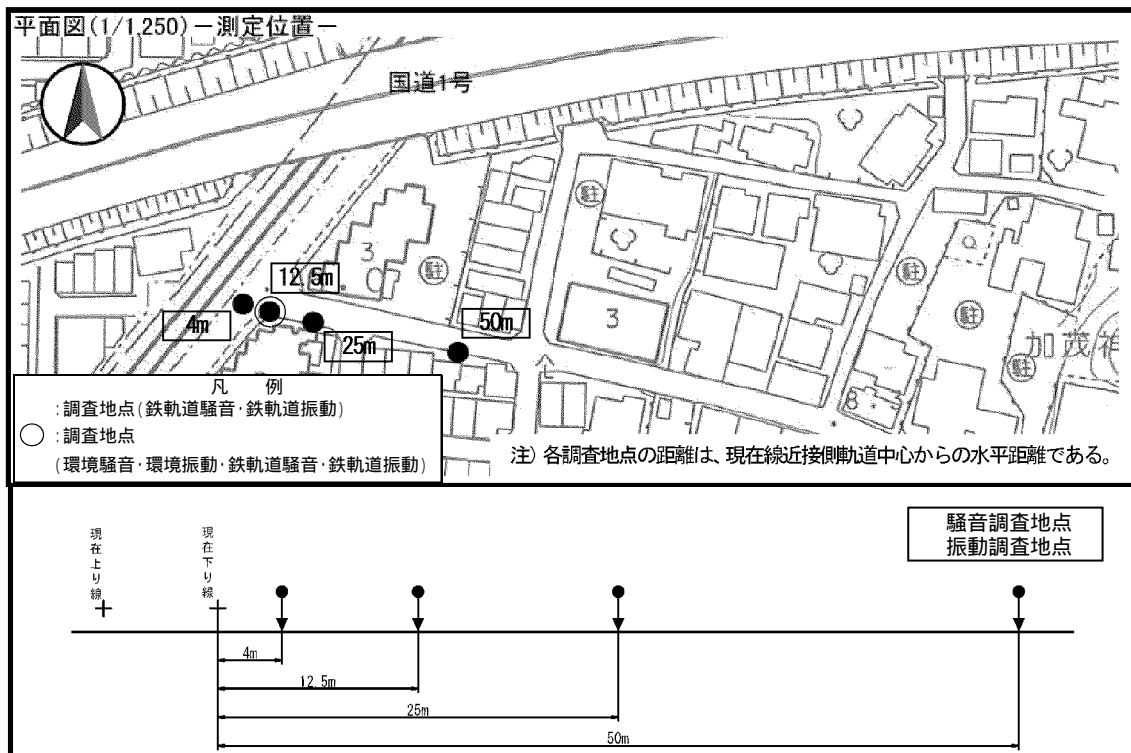 平面図(1/1,250)－測定位置－
国道1号
駐
3
駐
12.5m
4m
25m
50m
3
駐
駐
駐
8
加茂
凡 例
:調査地点(鉄軌道騒音·鉄軌道振動)
:調査地点
(環境騒音·環境振動·鉄軌道騒音·鉄軌道振動)
注) 各調査地点の距離は、現在線近接側軌道中心からの水平距離である。
騒音調査地点
振動調査地点
現在上り線
現在下り線
4m
12.5m
25m
50m